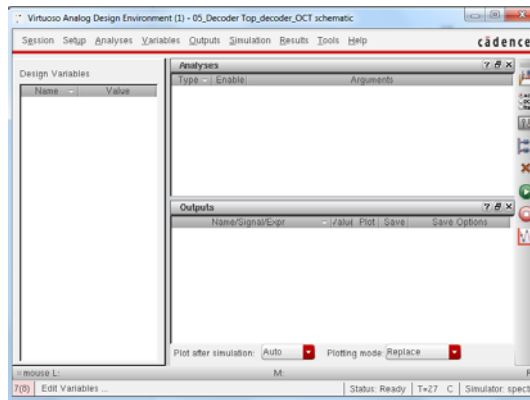 Virtuoso Analog Design Environment (1) - 05_Decoder Top_decoder_OCT schematic
Session Setup Analyses Variables Outputs Simulation Results Tools Help
cādence
Design Variables
Name Value
Analyses
Type Enable Arguments
Outputs
Name/Signal/Expr Value Plot Save Save Options
Plot after simulation: Auto Plotting mode: Replace
mouse L: M:
7(8) Edit Variables ... Status: Ready T=27 C Simulator: spect